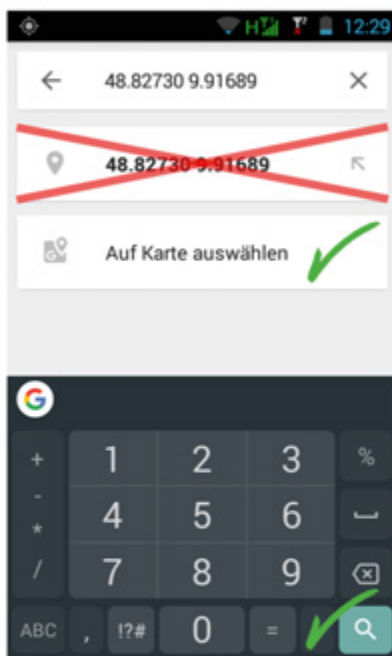 H 12:29
48.82730 9.91689
48.82730 9.91689
Auf Karte auswählen
G
+ 1 2 3 %
- 4 5 6
*
/ 7 8 9
ABC , !?# 0 =